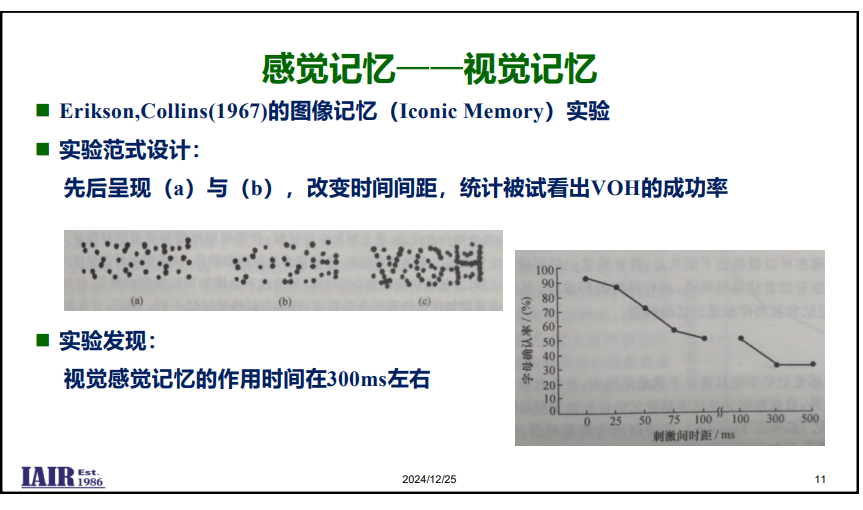 感觉记忆——视觉记忆
Erikson,Collins(1967)的图像记忆（Iconic Memory）实验
实验范式设计：
先后呈现（a）与（b），改变时间间距，统计被试看出VOH的成功率
(a) (b) (c)
字母确认率/(%)
100
90
80
70
60
50
40
30
20
10
0
0 25 50 75 100 100 300 500
刺激间时距/ms
实验发现：
视觉感觉记忆的作用时间在300ms左右
IAIR Est. 1986
2024/12/25
11